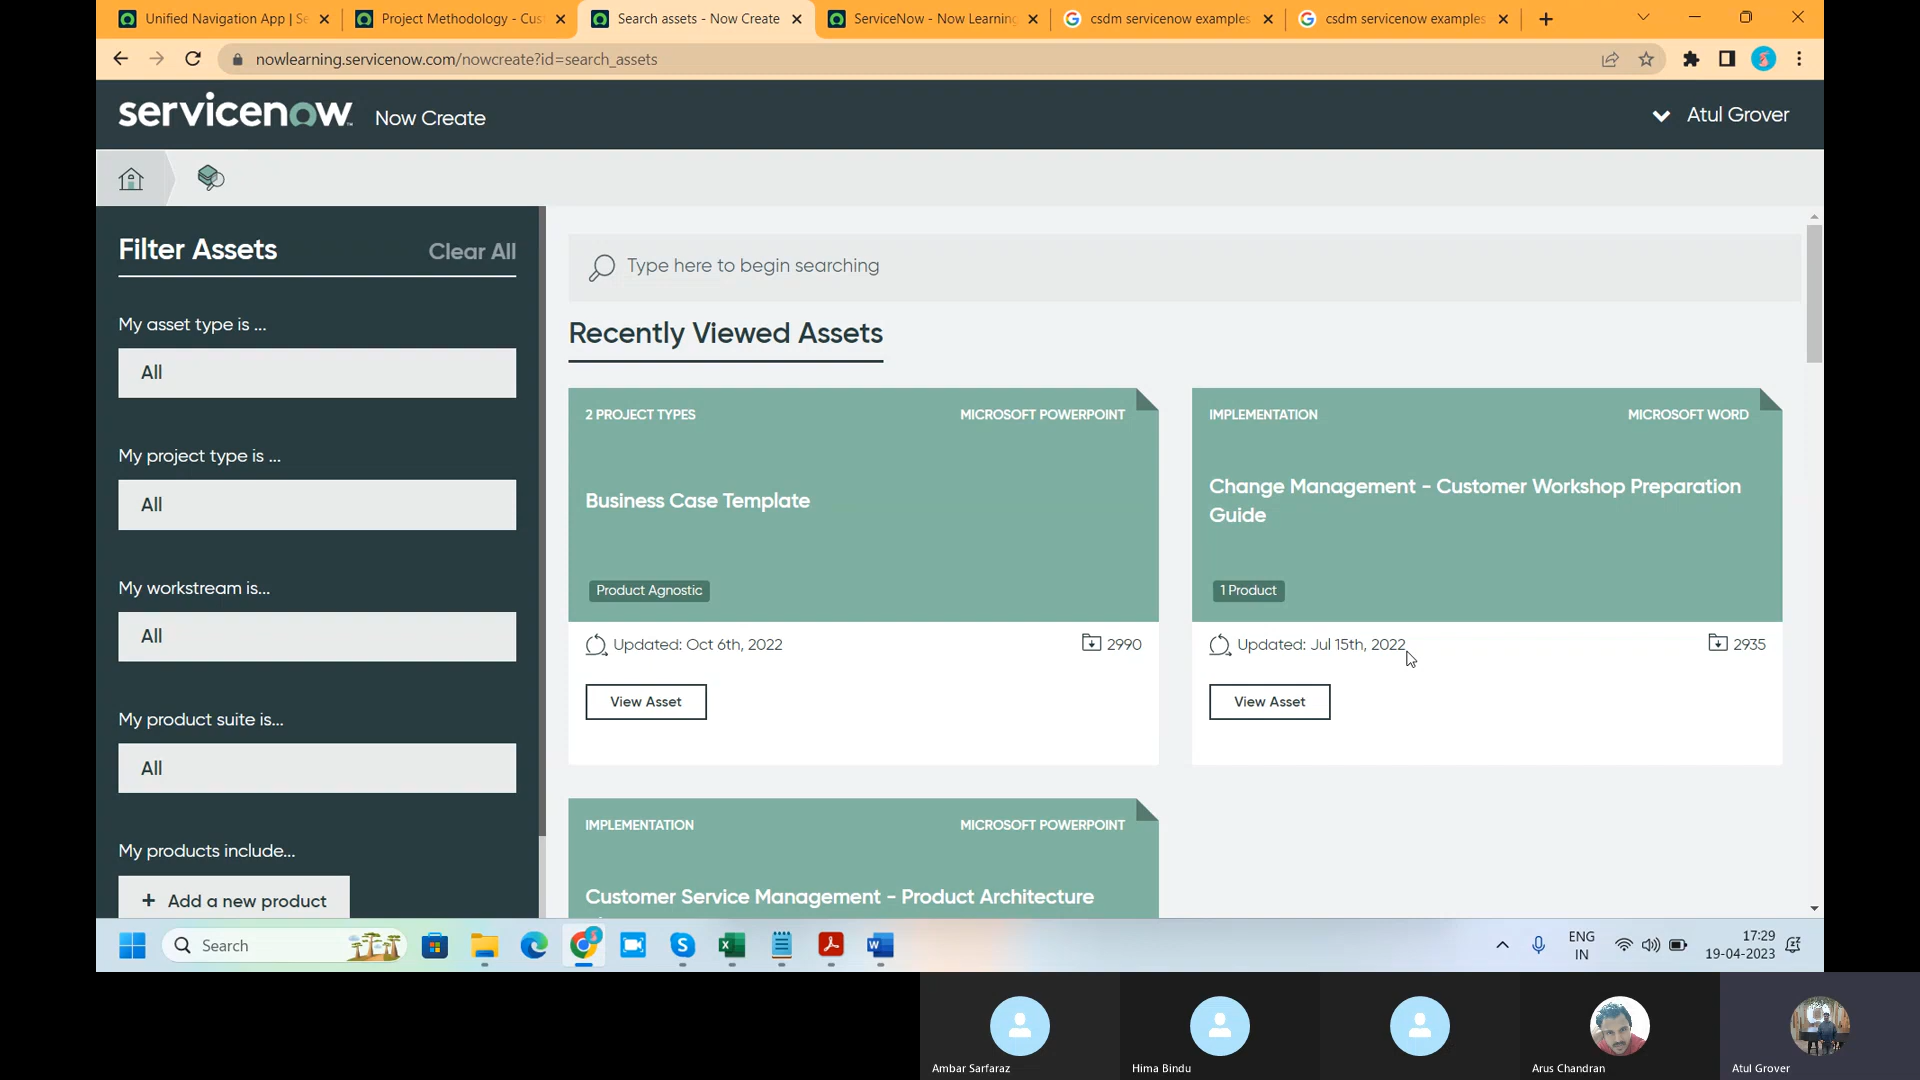 Unified Navigation App | Se
Project Methodology - Cus
Search assets - Now Create
ServiceNow - Now Learning
csdm servicenow examples
csdm servicenow examples
nowlearning.servicenow.com/nowcreate?id=search_assets
servicenow
Now Create
Atul Grover
Filter Assets
Clear All
My asset type is ...
All
My project type is ...
All
My workstream is...
All
My product suite is...
All
My products include...
+ Add a new product
Type here to begin searching
Recently Viewed Assets
2 PROJECT TYPES
MICROSOFT POWERPOINT
Business Case Template
Product Agnostic
Updated: Oct 6th, 2022
2990
View Asset
IMPLEMENTATION
MICROSOFT WORD
Change Management - Customer Workshop Preparation
Guide
1 Product
Updated: Jul 15th, 2022
2935
View Asset
IMPLEMENTATION
MICROSOFT POWERPOINT
Customer Service Management - Product Architecture
Search
ENG
IN
17:29
19-04-2023
Ambar Sarfaraz
Hima Bindu
Arus Chandran
Atul Grover